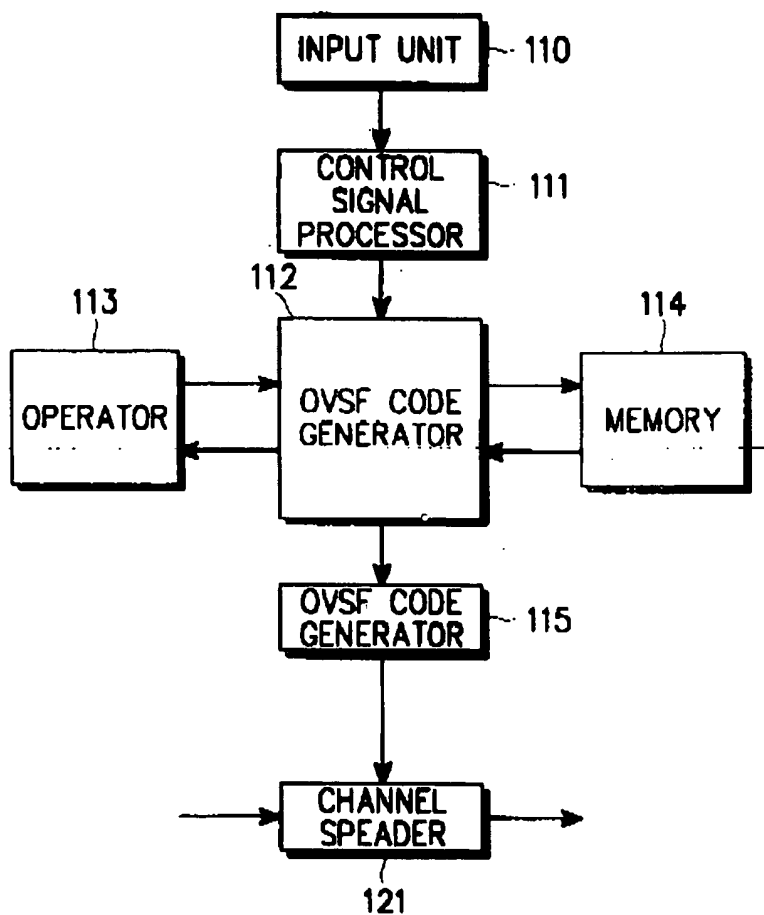 INPUT UNIT
110
CONTROL
SIGNAL
PROCESSOR
111
112
113
114
OPERATOR
OVSF CODE
GENERATOR
MEMORY
OVSF CODE
GENERATOR
115
CHANNEL
SPEADER
121